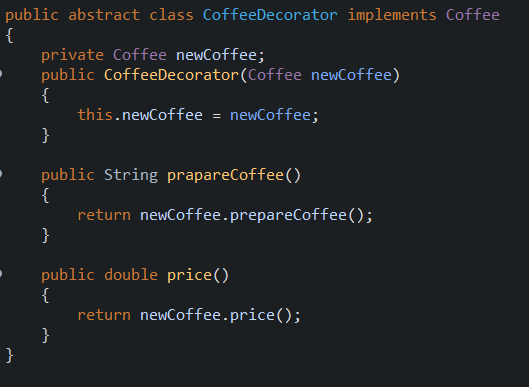 public abstract class CoffeeDecorator implements Coffee
{
    private Coffee newCoffee;
    public CoffeeDecorator(Coffee newCoffee)
    {
        this.newCoffee = newCoffee;
    }

    public String prapareCoffee()
    {
        return newCoffee.prepareCoffee();
    }

    public double price()
    {
        return newCoffee.price();
    }
}